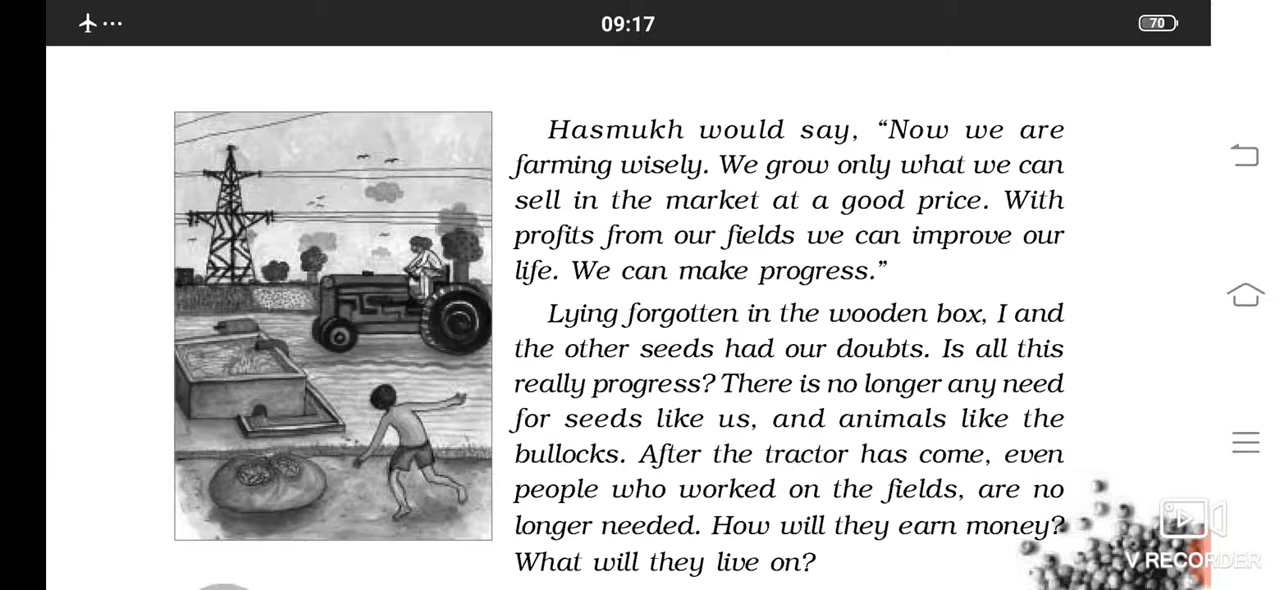 09:17
70
Hasmukh would say, “Now we are
farming wisely. We grow only what we can
sell in the market at a good price. With
profits from our fields we can improve our
life. We can make progress.”
Lying forgotten in the wooden box, I and
the other seeds had our doubts. Is all this
really progress? There is no longer any need
for seeds like us, and animals like the
bullocks. After the tractor has come, even
people who worked on the fields, are no
longer needed. How will they earn money?
What will they live on?
V RECORDER